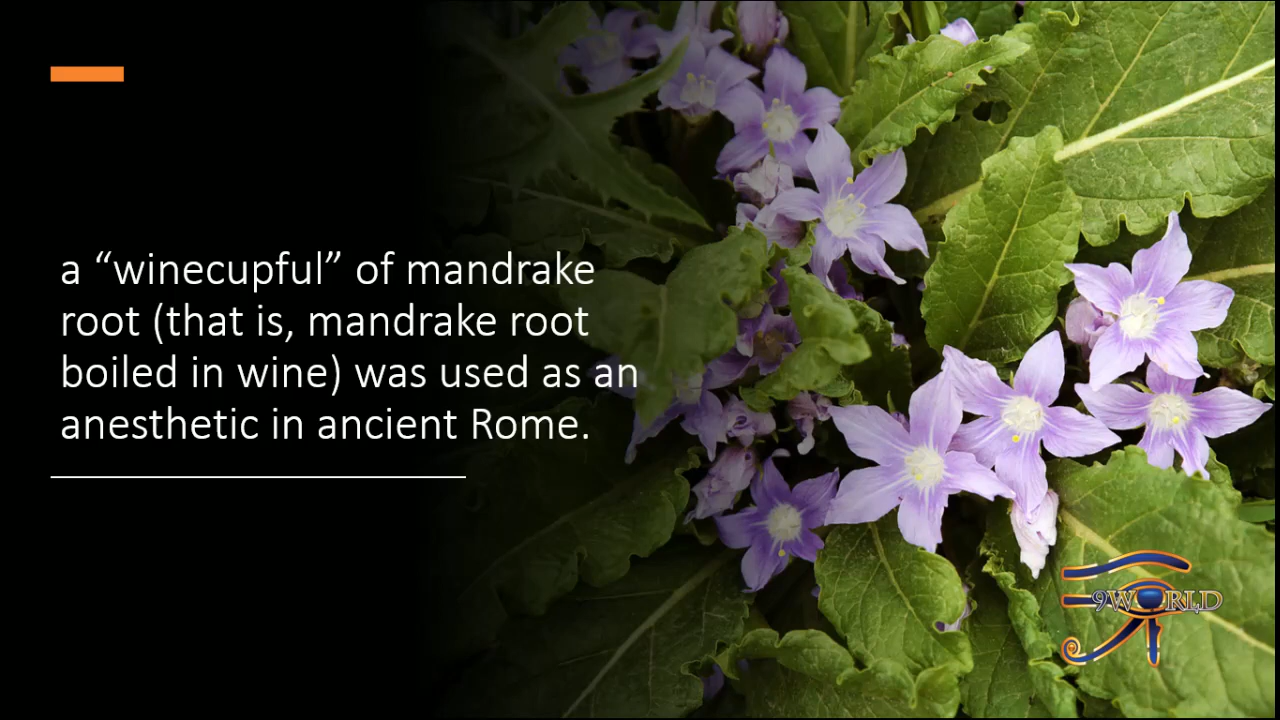 a “winecupful” of mandrake
root (that is, mandrake root
boiled in wine) was used as an
anesthetic in ancient Rome.
9WORLD